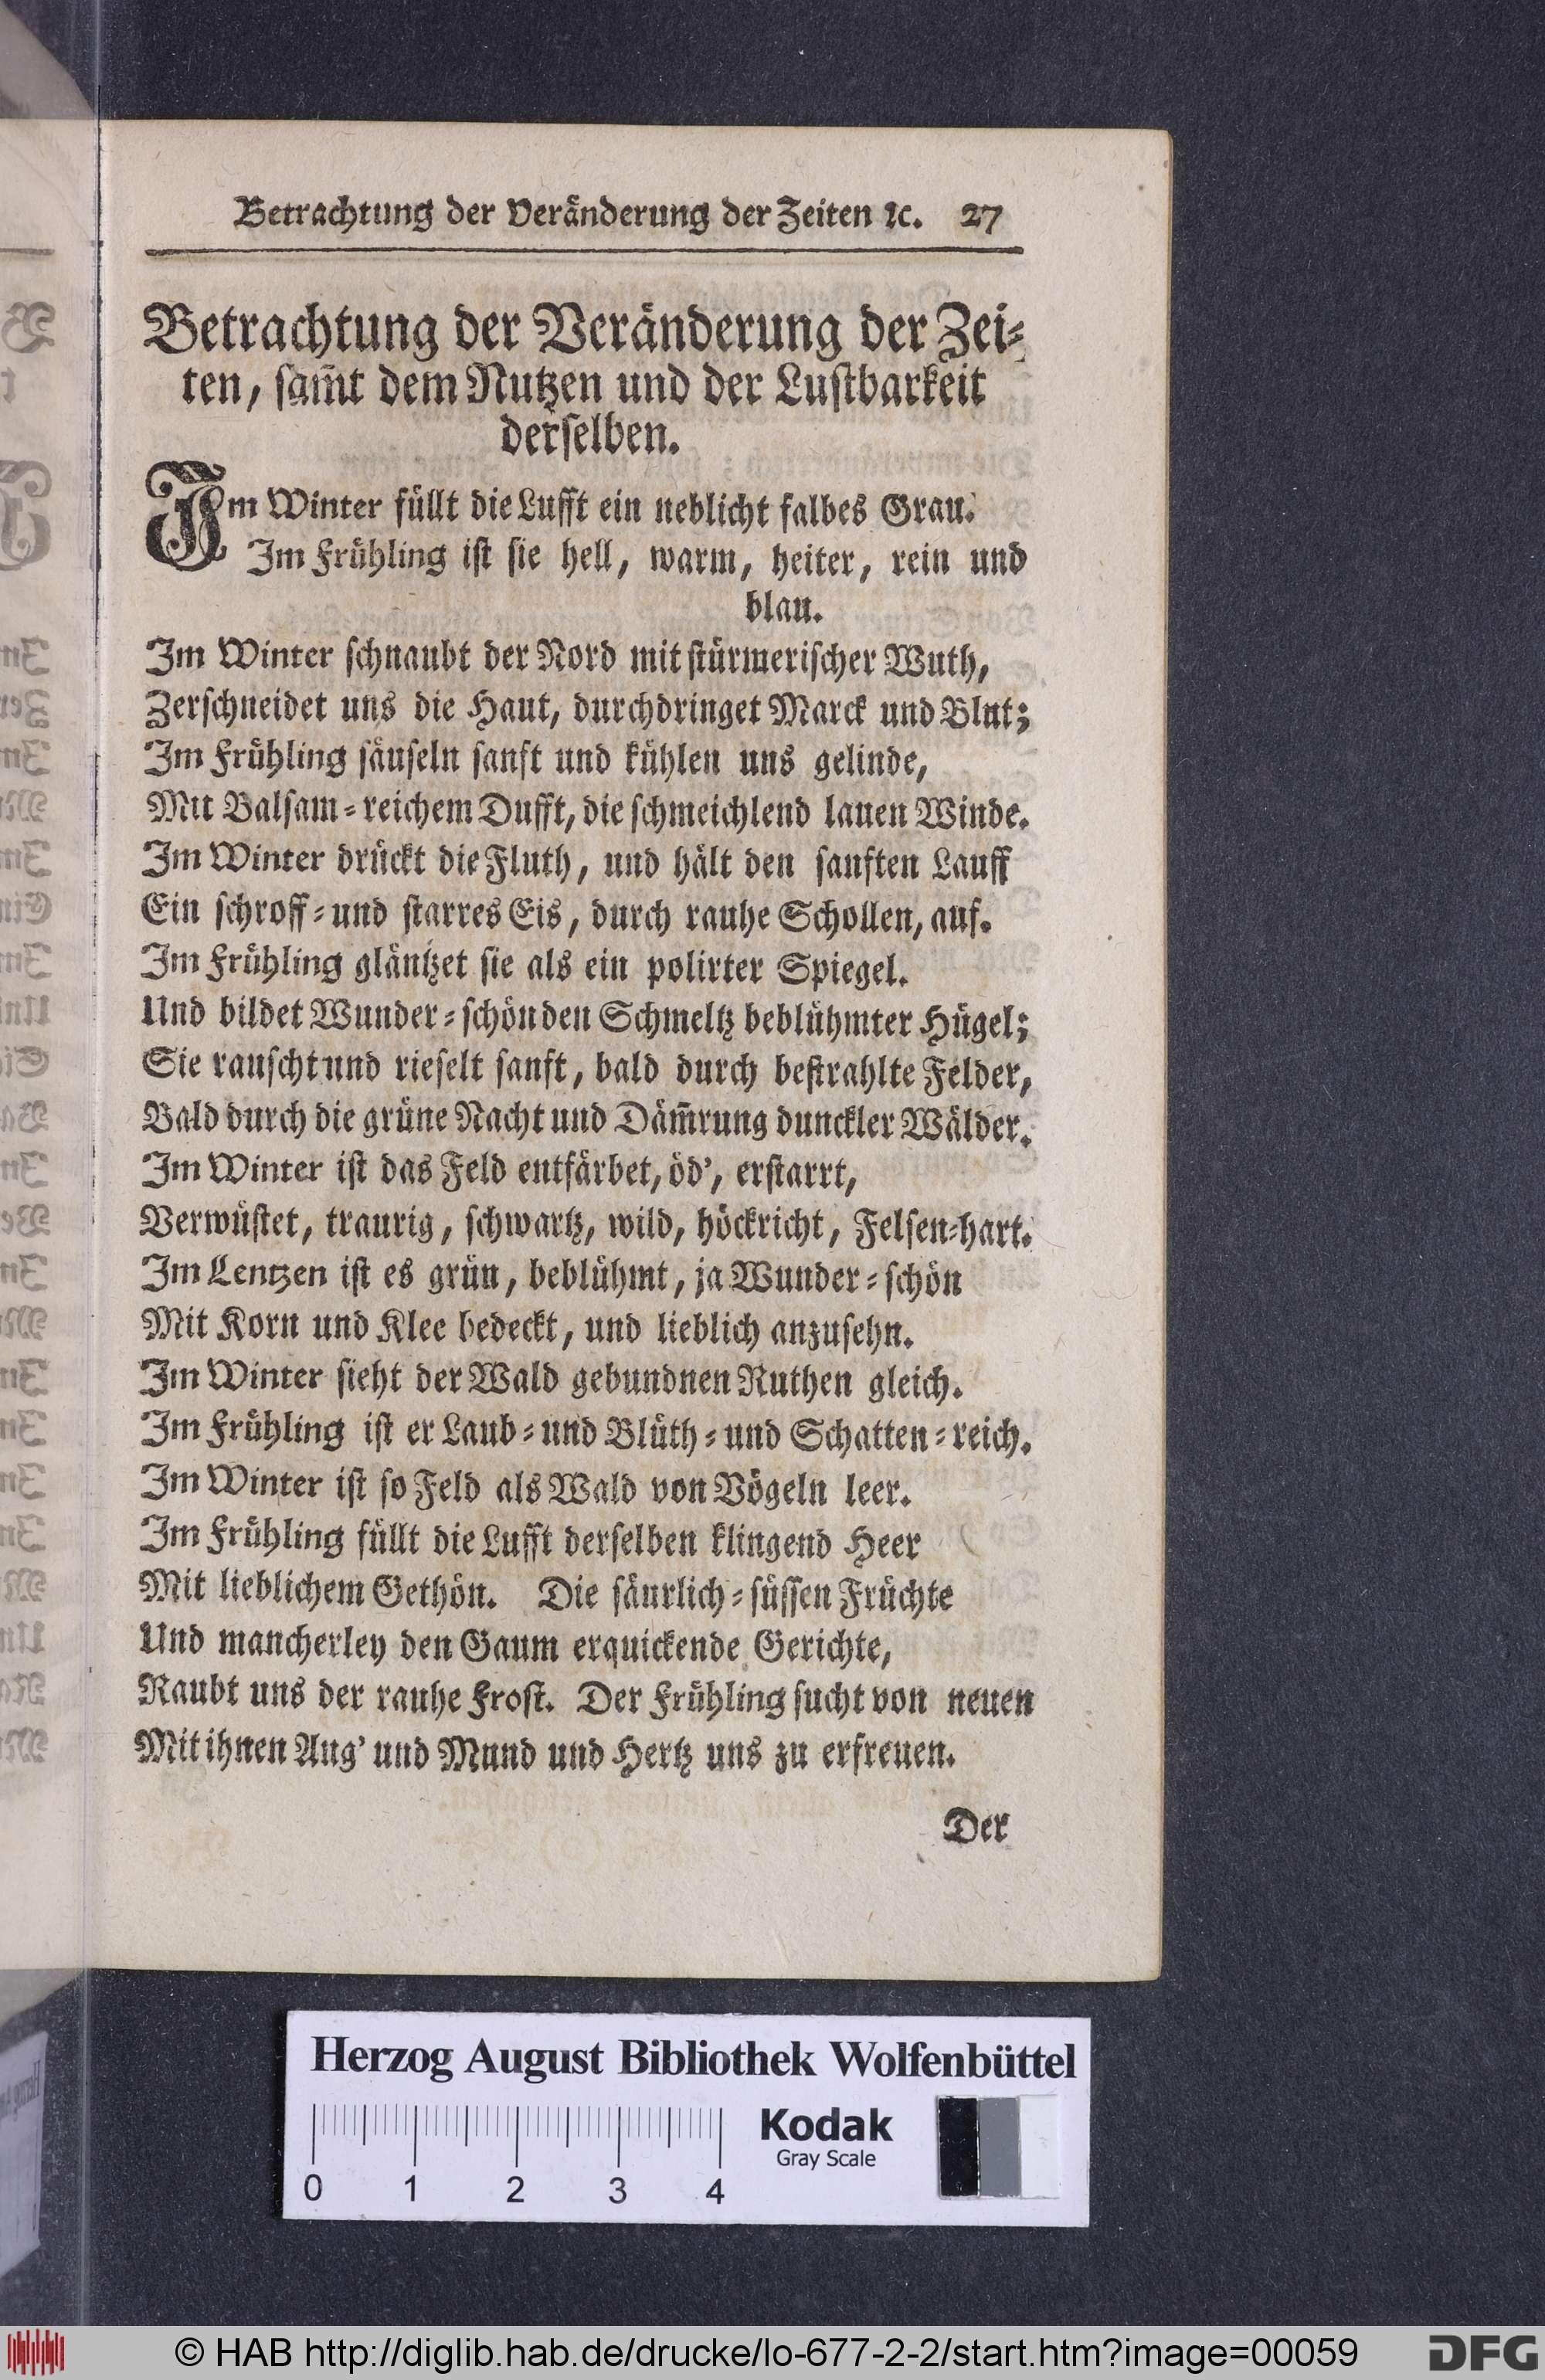 Betrachtung der Veränderung der Zeiten ꝛc. 27
Betrachtung der Veränderung der Zei-
ten, sam̃t dem Nutzen und der Lustbarkeit
derselben.
Im Winter füllt die Lufft ein neblicht falbes Grau.
Im Frühling ist sie hell, warm, heiter, rein und
blau.
Im Winter schnaubt der Nord mit stürmerischer Wuth,
Zerschneidet uns die Haut, durchdringet Marck und Blut;
Im Frühling säuseln sanft und kühlen uns gelinde,
Mit Balsam-reichem Dufft, die schmeichlend lauen Winde.
Im Winter drückt die Fluth, und hält den sanften Lauff
Ein schroff-und starres Eis, durch rauhe Schollen, auf.
Im Frühling gläntzet sie als ein polirter Spiegel.
Und bildet Wunder-schön den Schmeltz beblühmter Hügel;
Sie rauscht und rieselt sanft, bald durch bestrahlte Felder,
Bald durch die grüne Nacht und Däm̃rung dunckler Wälder.
Im Winter ist das Feld entfärbet, öd', erstarrt,
Verwüstet, traurig, schwartz, wild, höckricht, Felsen-hart.
Im Lentzen ist es grün, beblühmt, ja Wunder-schön
Mit Korn und Klee bedeckt, und lieblich anzusehn.
Im Winter sieht der Wald gebundnen Ruthen gleich.
Im Frühling ist er Laub-und Blüth-und Schatten-reich.
Im Winter ist so Feld als Wald von Vögeln leer.
Im Frühling füllt die Lufft derselben klingend Heer
Mit lieblichem Gethön. Die säurlich-süssen Früchte
Und mancherley den Gaum erquickende Gerichte,
Raubt uns der rauhe Frost. Der Frühling sucht von neuen
Mit ihnen Aug' und Mund und Hertz uns zu erfreuen.
Der
Herzog August Bibliothek Wolfenbüttel
Kodak
Gray Scale
0 1 2 3 4
© HAB http://diglib.hab.de/drucke/lo-677-2-2/start.htm?image=00059
DFG